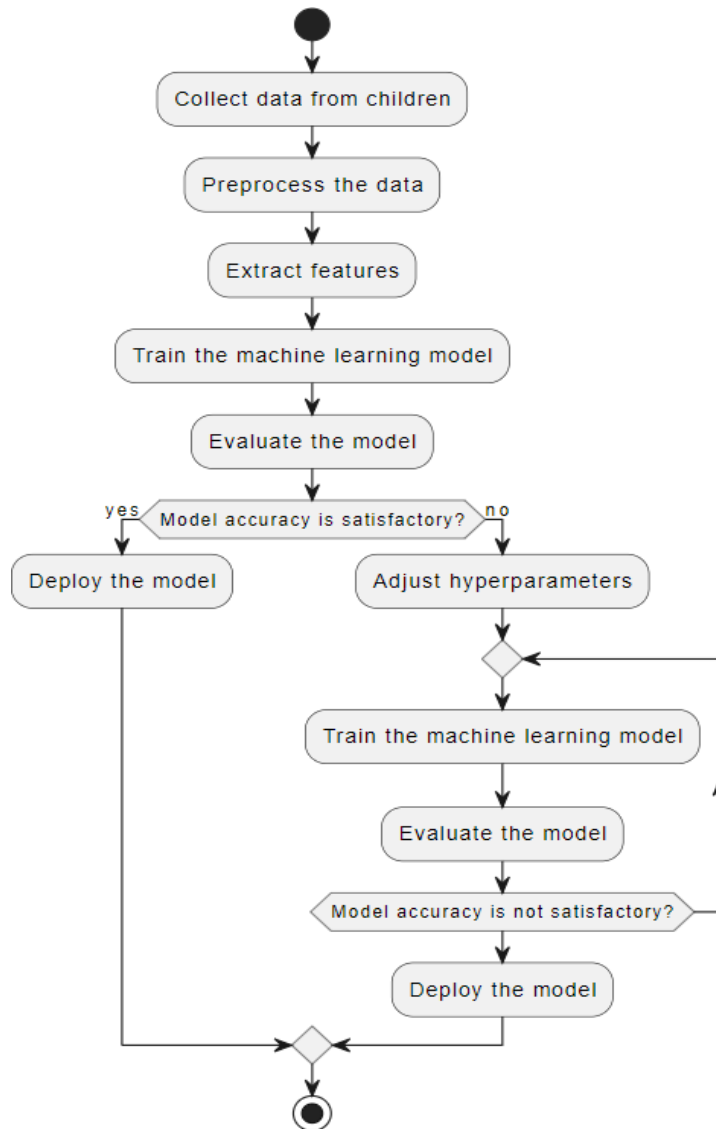 Collect data from children
Preprocess the data
Extract features
Train the machine learning model
Evaluate the model
yes
Model accuracy is satisfactory?
no
Deploy the model
Adjust hyperparameters
Train the machine learning model
Evaluate the model
Model accuracy is not satisfactory?
Deploy the model